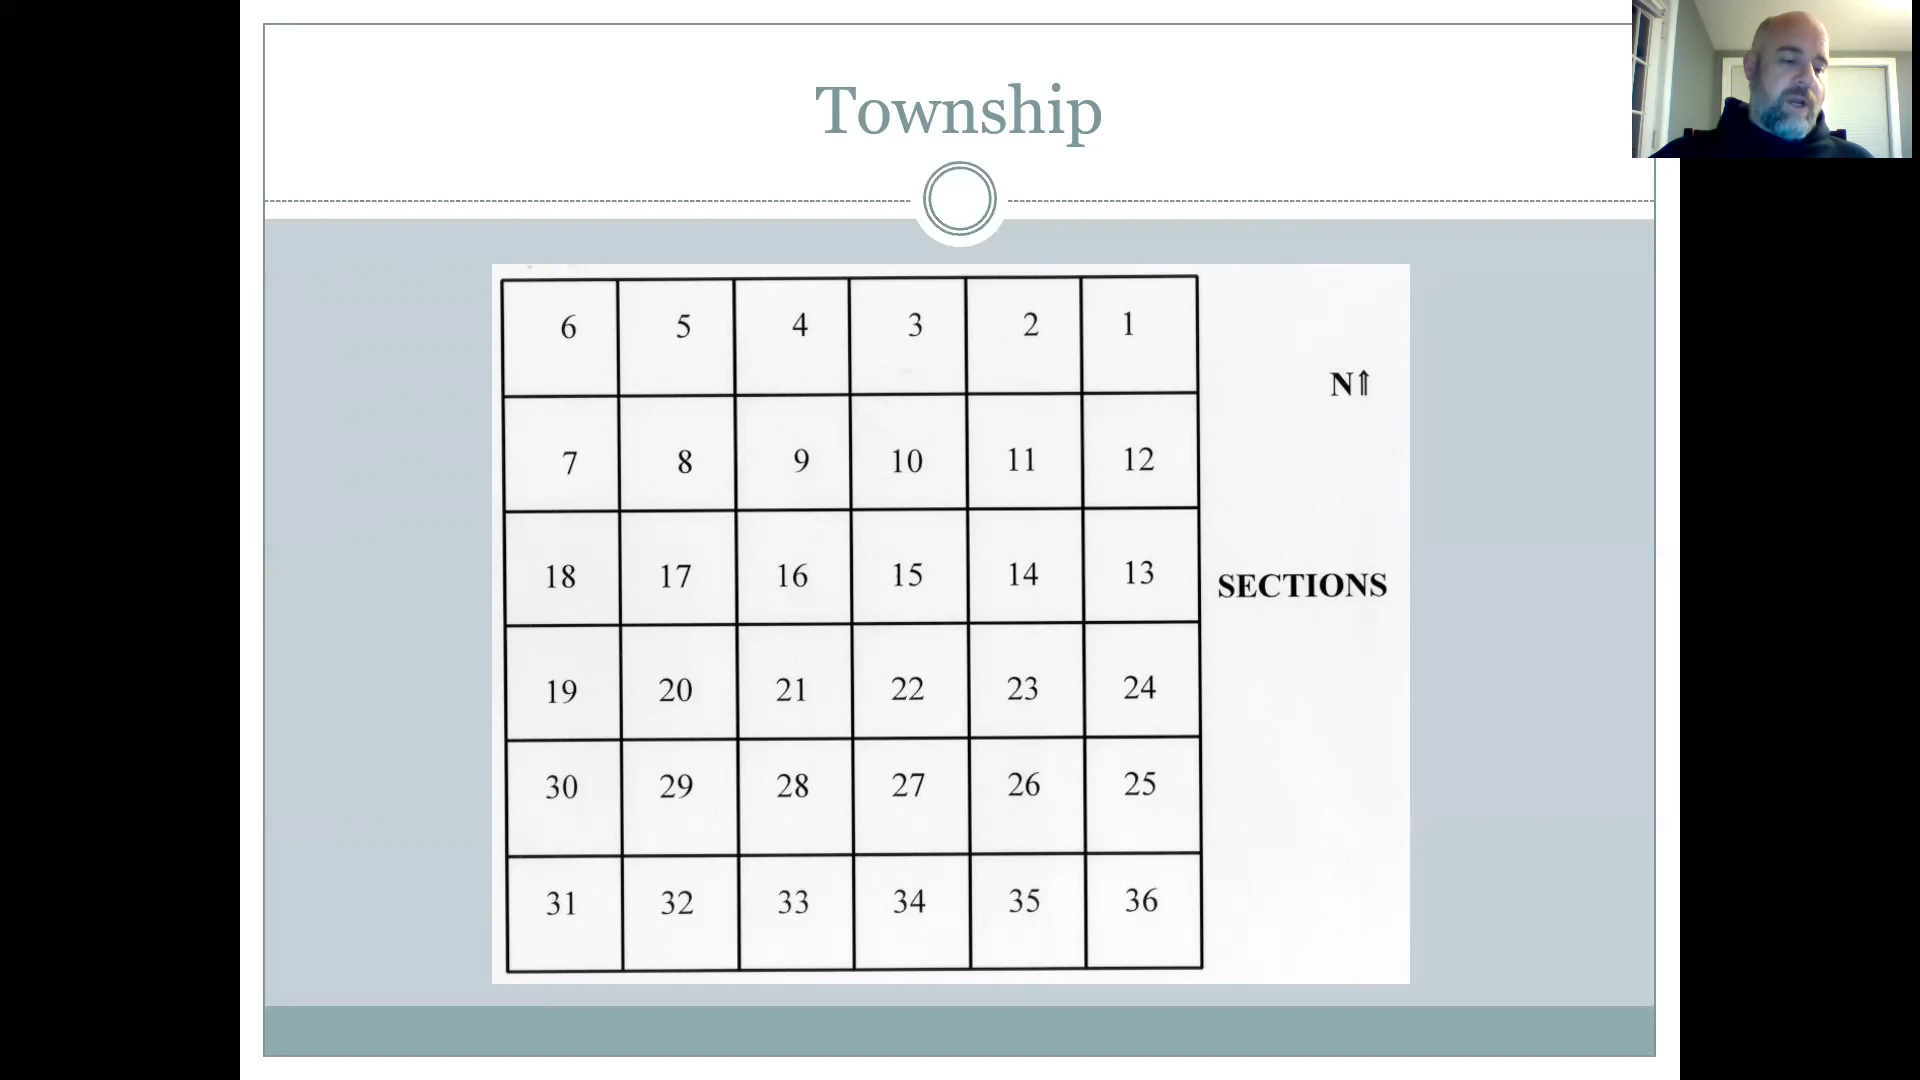 Township
6 5 4 3 2 1
N⇑
7 8 9 10 11 12
18 17 16 15 14 13
SECTIONS
19 20 21 22 23 24
30 29 28 27 26 25
31 32 33 34 35 36